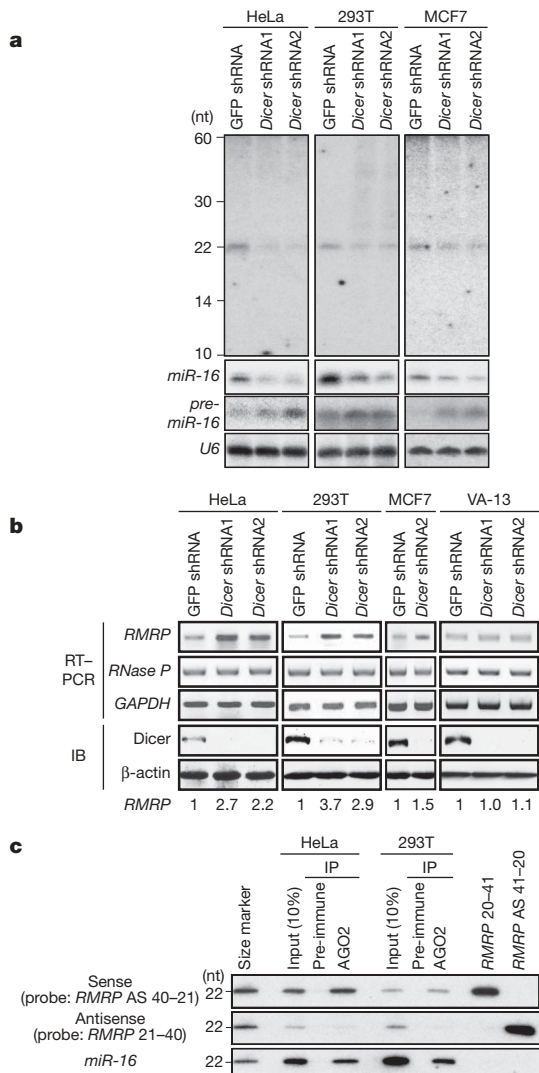 a
HeLa 293T MCF7
GFP shRNA Dicer shRNA1 Dicer shRNA2 GFP shRNA Dicer shRNA1 Dicer shRNA2 GFP shRNA Dicer shRNA1 Dicer shRNA2
(nt)
60
30
22
14
10
miR-16
pre-
miR-16
U6
b
HeLa 293T MCF7 VA-13
GFP shRNA Dicer shRNA1 Dicer shRNA2 GFP shRNA Dicer shRNA1 Dicer shRNA2 GFP shRNA Dicer shRNA2 GFP shRNA Dicer shRNA1 Dicer shRNA2
RT–
PCR
RMRP
RNase P
GAPDH
IB
Dicer
β-actin
RMRP 1 2.7 2.2 1 3.7 2.9 1 1.5 1 1.0 1.1
c
HeLa 293T
IP IP
Size marker Input (10%) Pre-immune AGO2 Input (10%) Pre-immune AGO2 RMRP 20–41 RMRP AS 41–20
(nt)
Sense
(probe: RMRP AS 40–21)
22
Antisense
(probe: RMRP 21–40)
22
miR-16 22